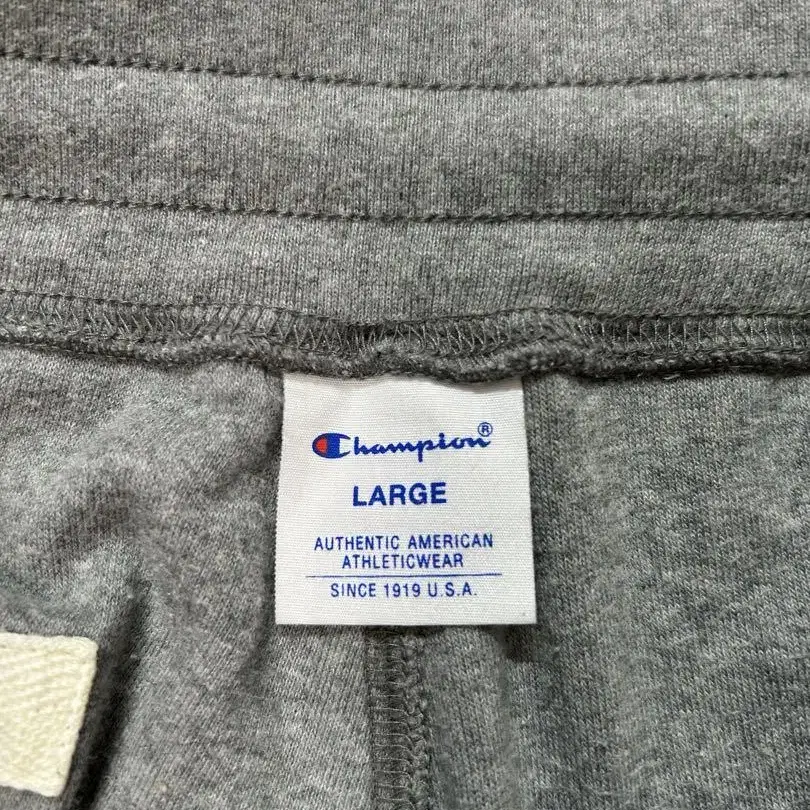 Champion®
LARGE
AUTHENTIC AMERICAN
ATHLETICWEAR
SINCE 1919 U.S.A.